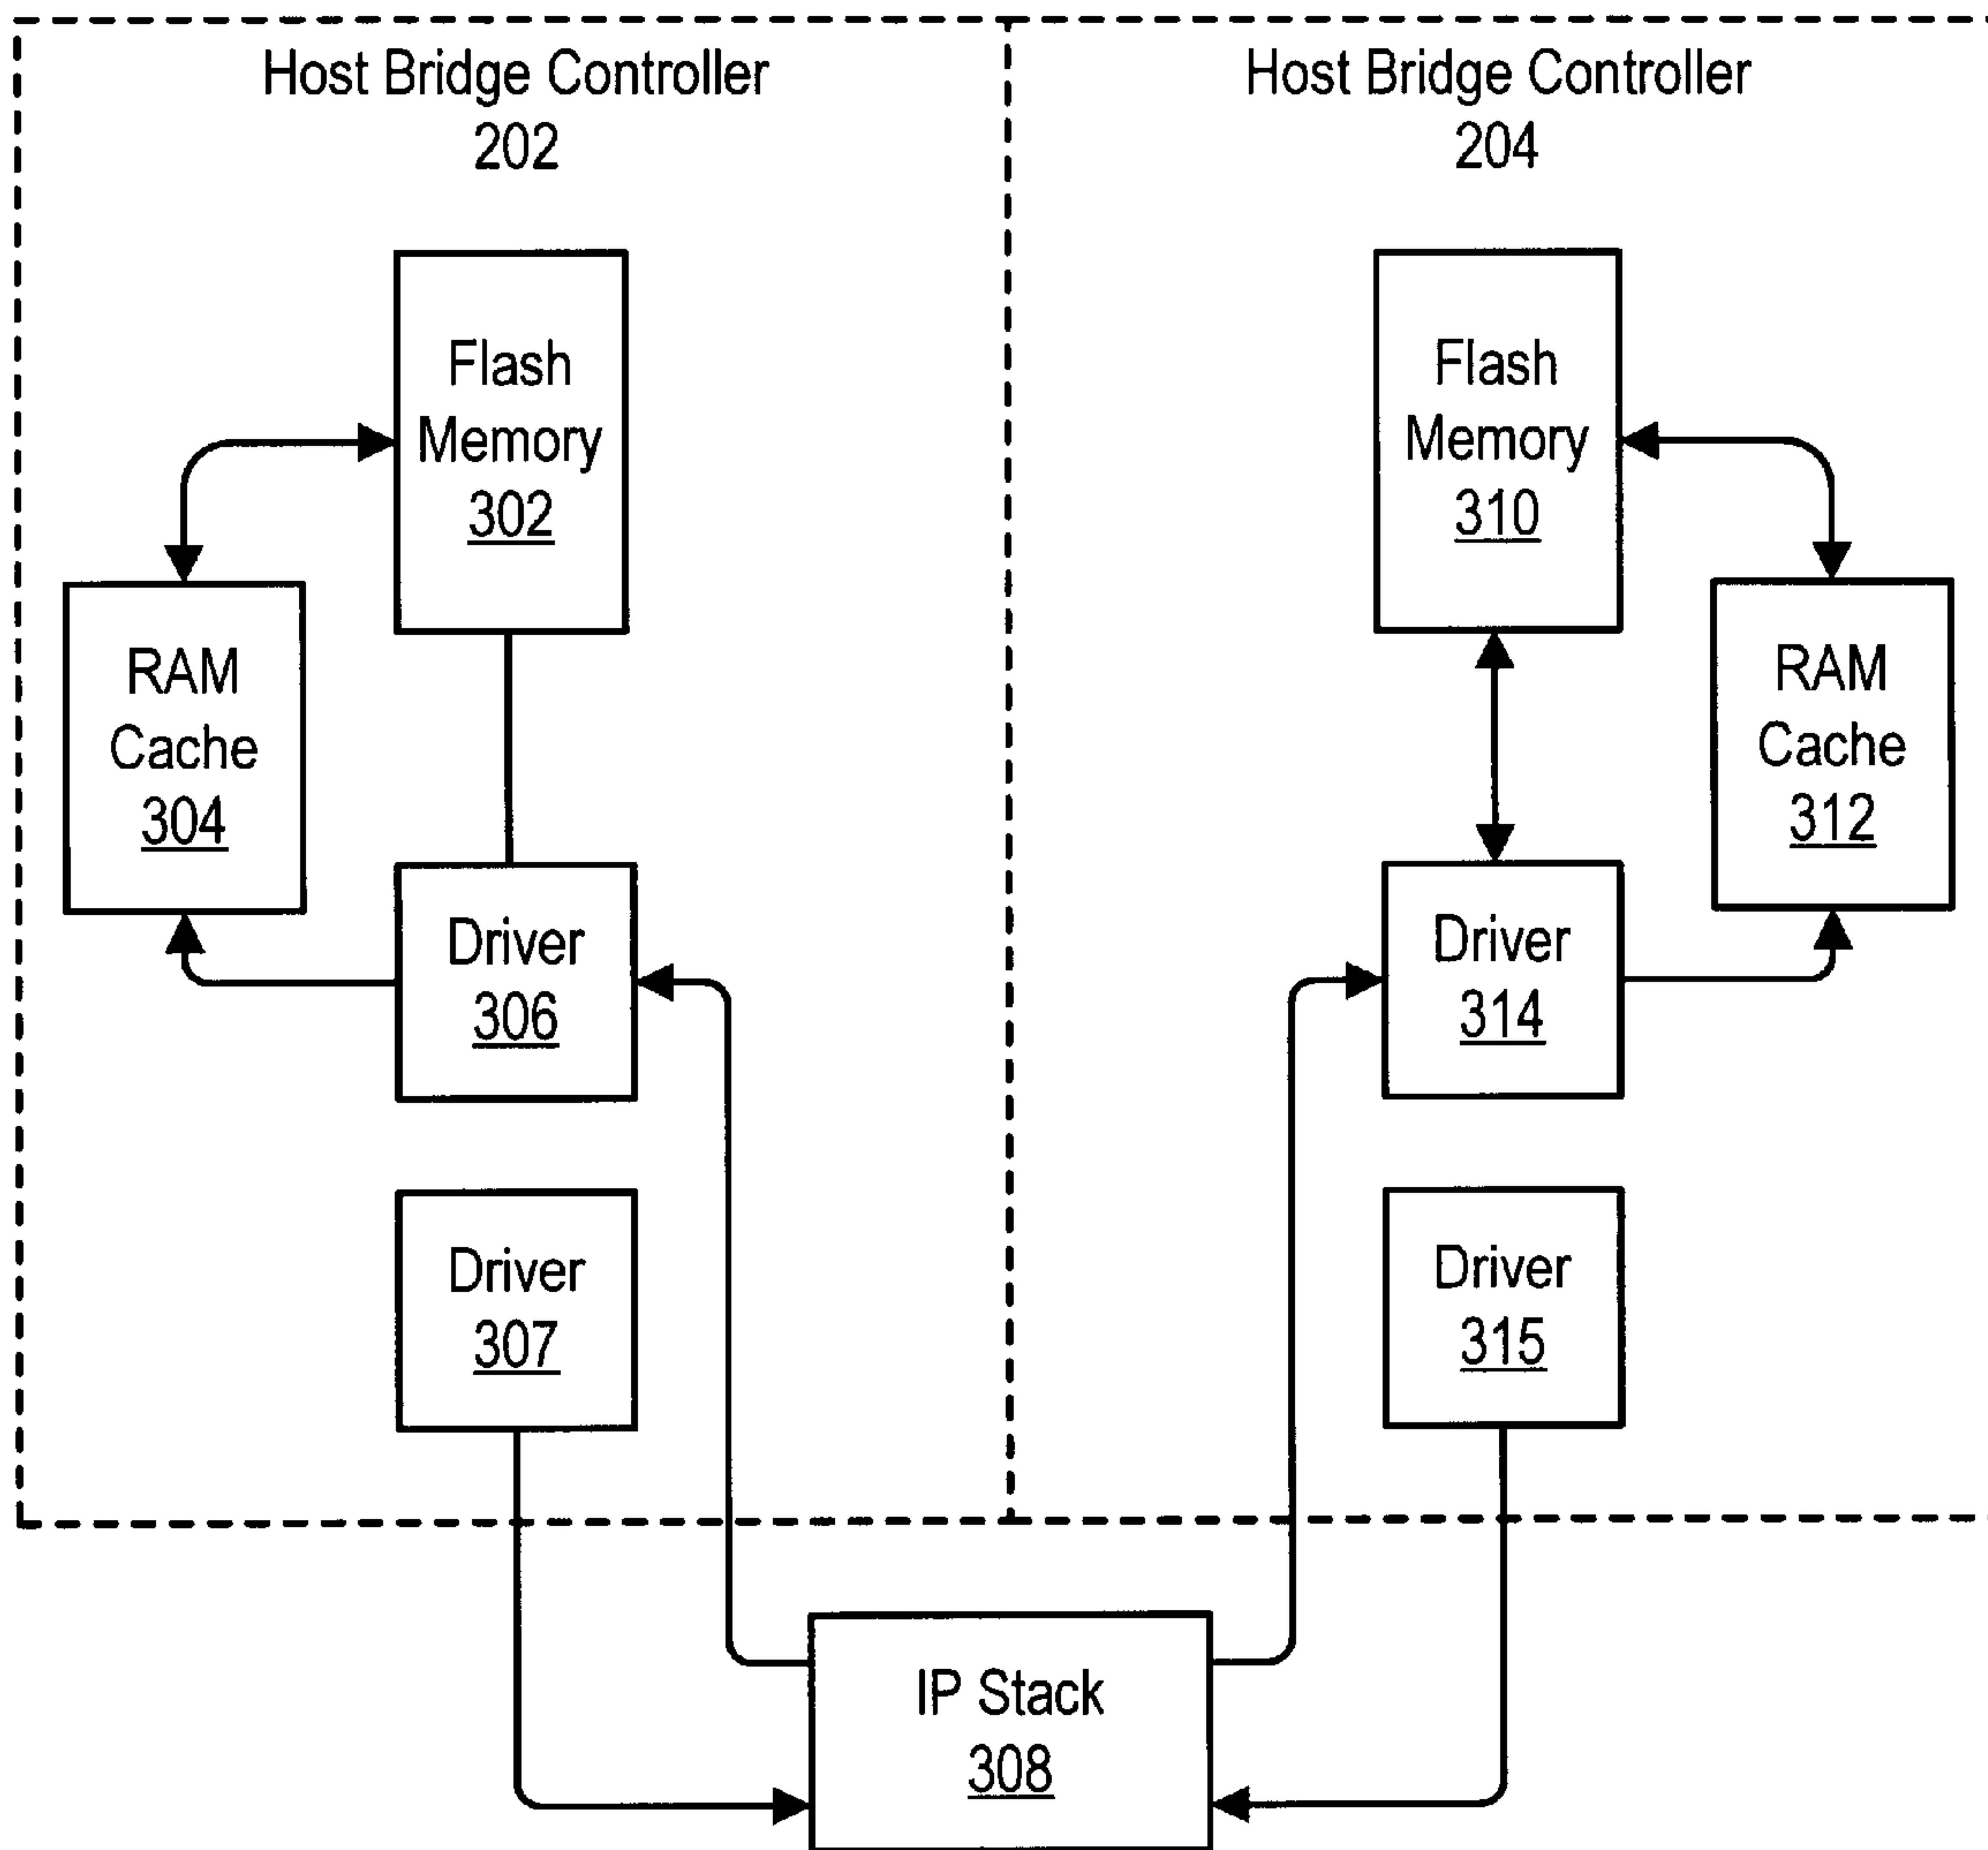 Host Bridge Controller
202
Flash
Memory
302
RAM
Cache
304
Driver
306
Driver
307
Host Bridge Controller
204
Flash
Memory
310
RAM
Cache
312
Driver
314
Driver
315
IP Stack
308